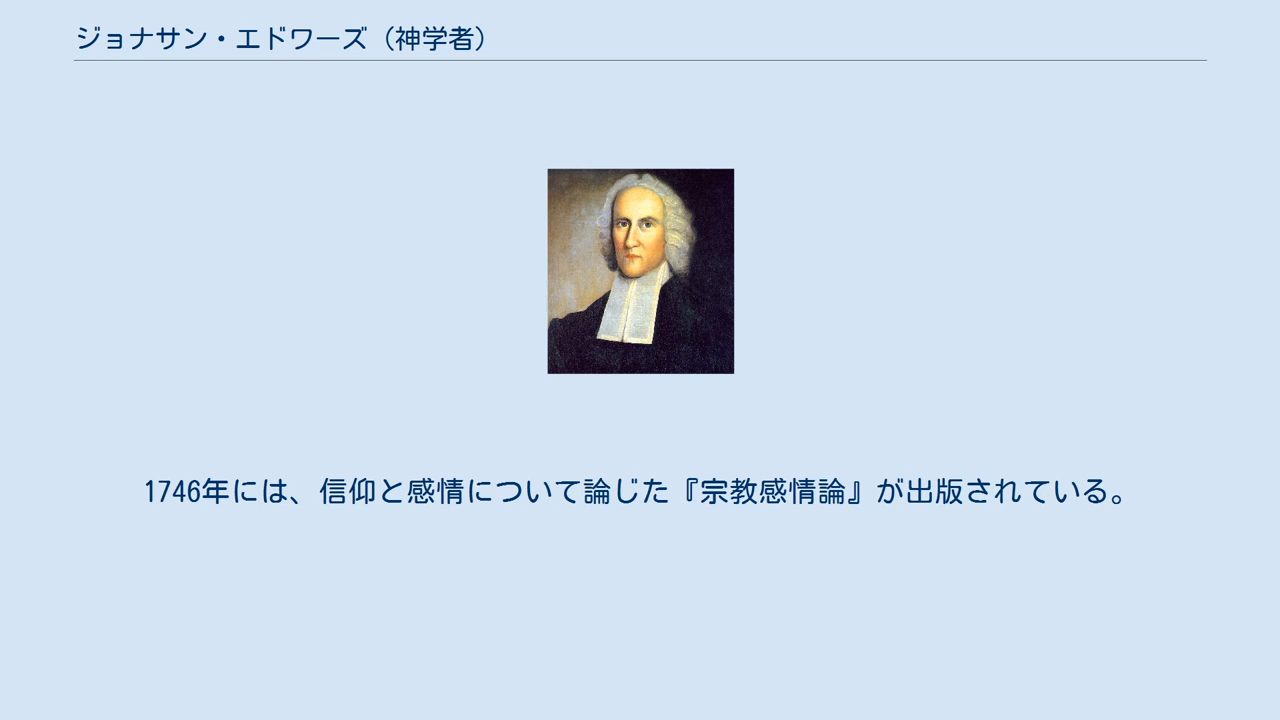 ジョナサン・エドワーズ（神学者）
1746年には、信仰と感情について論じた『宗教感情論』が出版されている。